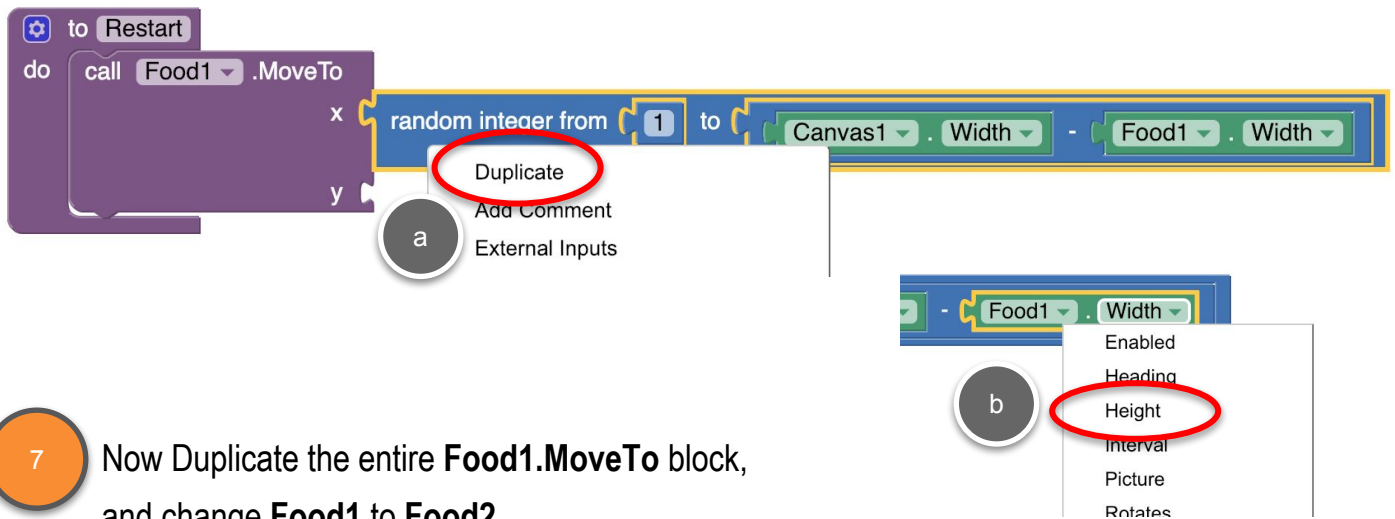 to Restart
do call Food1 .MoveTo
x random integer from 1 to Canvas1 . Width - Food1 . Width
Duplicate
y
Add Comment
a
External Inputs
- Food1 . Width
Enabled
Heading
b
Height
Interval
Picture
Rotates
7 Now Duplicate the entire Food1.MoveTo block,
and change Food1 to Food2